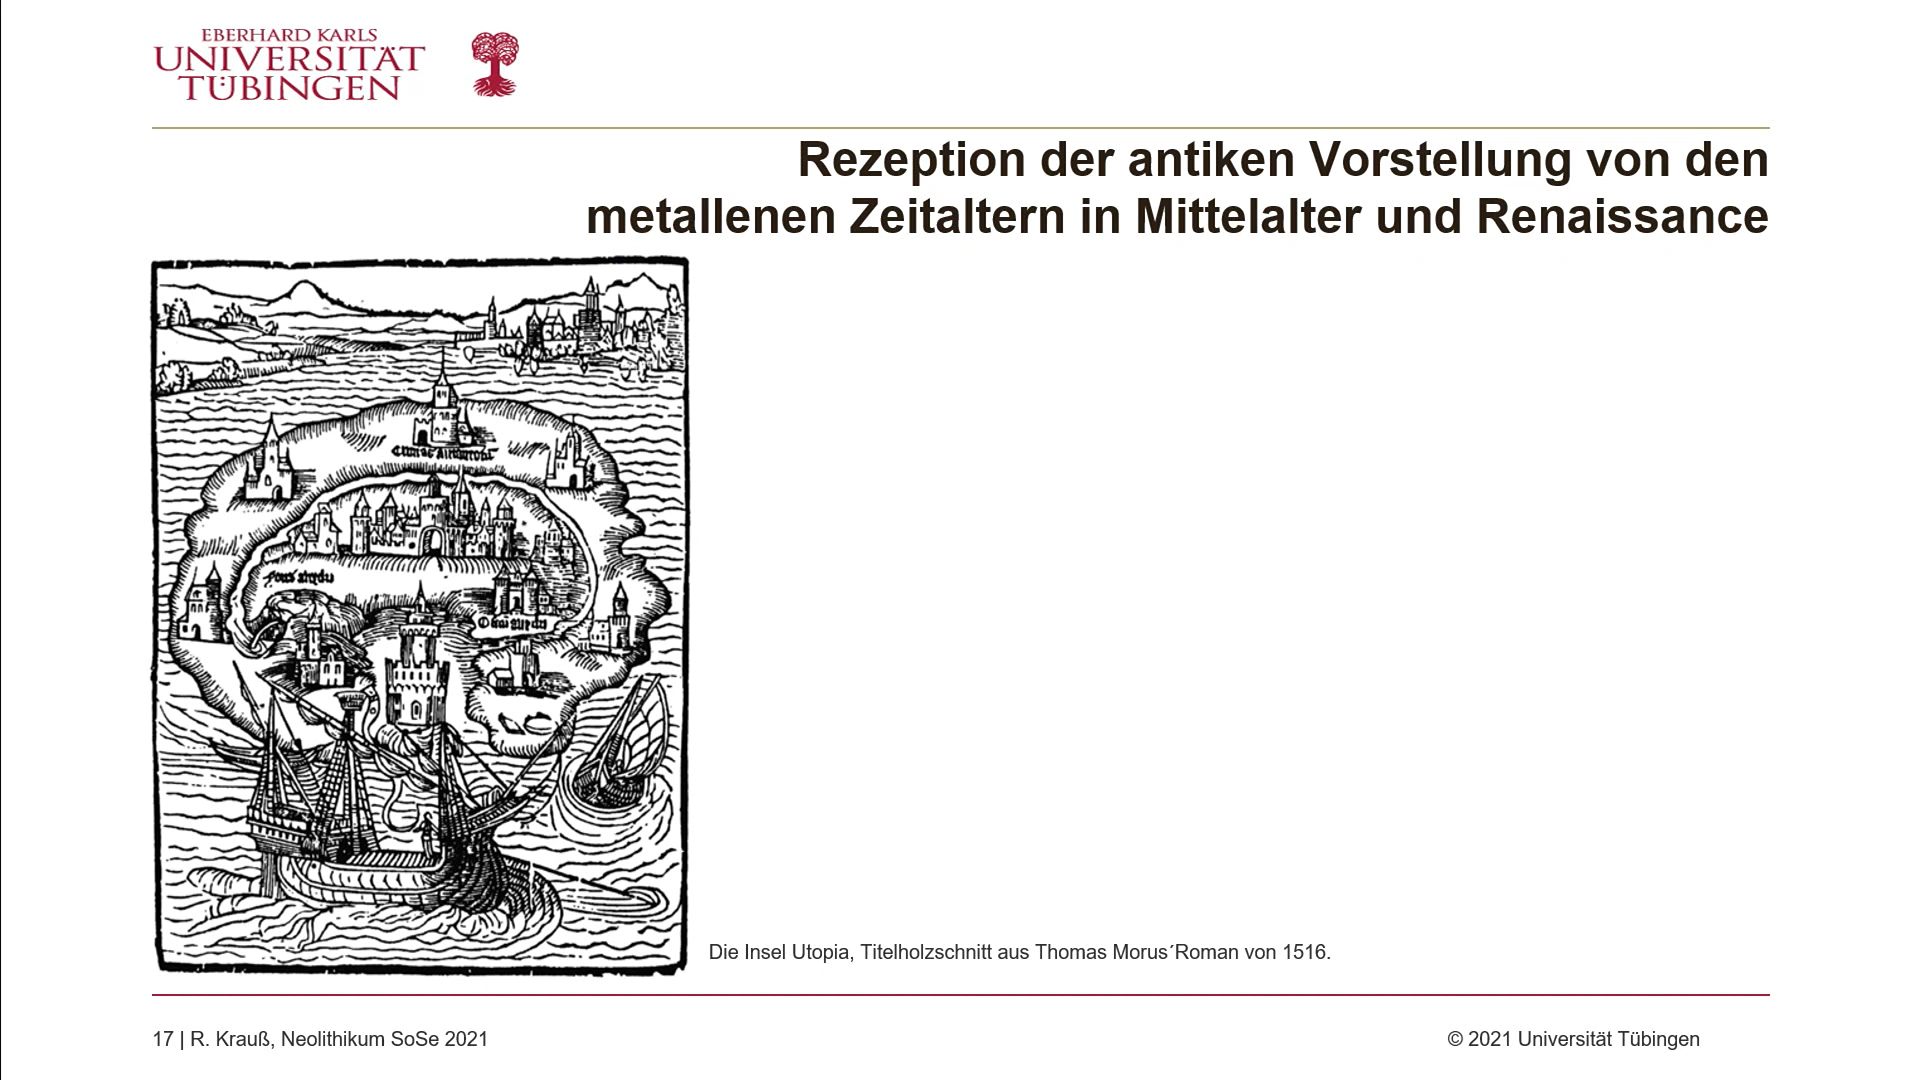 EBERHARD KARLS
UNIVERSITÄT
TÜBINGEN
Rezeption der antiken Vorstellung von den
metallenen Zeitaltern in Mittelalter und Renaissance
Die Insel Utopia, Titelholzschnitt aus Thomas Morus´Roman von 1516.
17 | R. Krauß, Neolithikum SoSe 2021
© 2021 Universität Tübingen